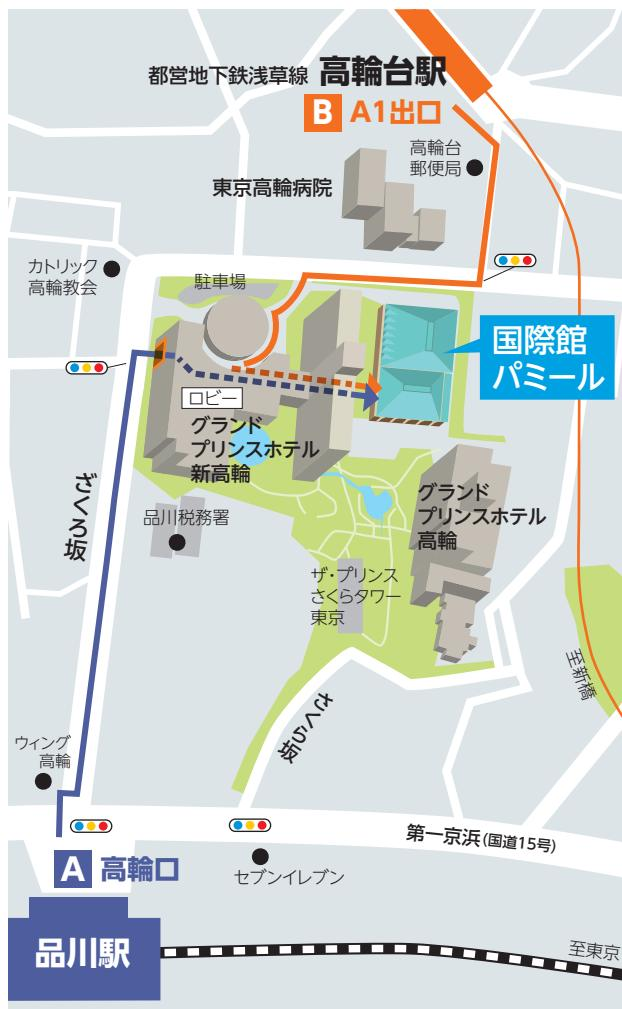 都営地下鉄浅草線 高輪台駅
B A1出口
高輪台
郵便局
東京高輪病院
カトリック
高輪教会
駐車場
国際館
パミール
ロビー
グランド
プリンスホテル
新高輪
グランド
プリンスホテル
高輪
ざくろ坂
品川税務署
ザ・プリンス
さくらタワー
東京
至新橋
さくら坂
ウィング
高輪
第一京浜(国道15号)
A 高輪口
セブンイレブン
品川駅
至東京